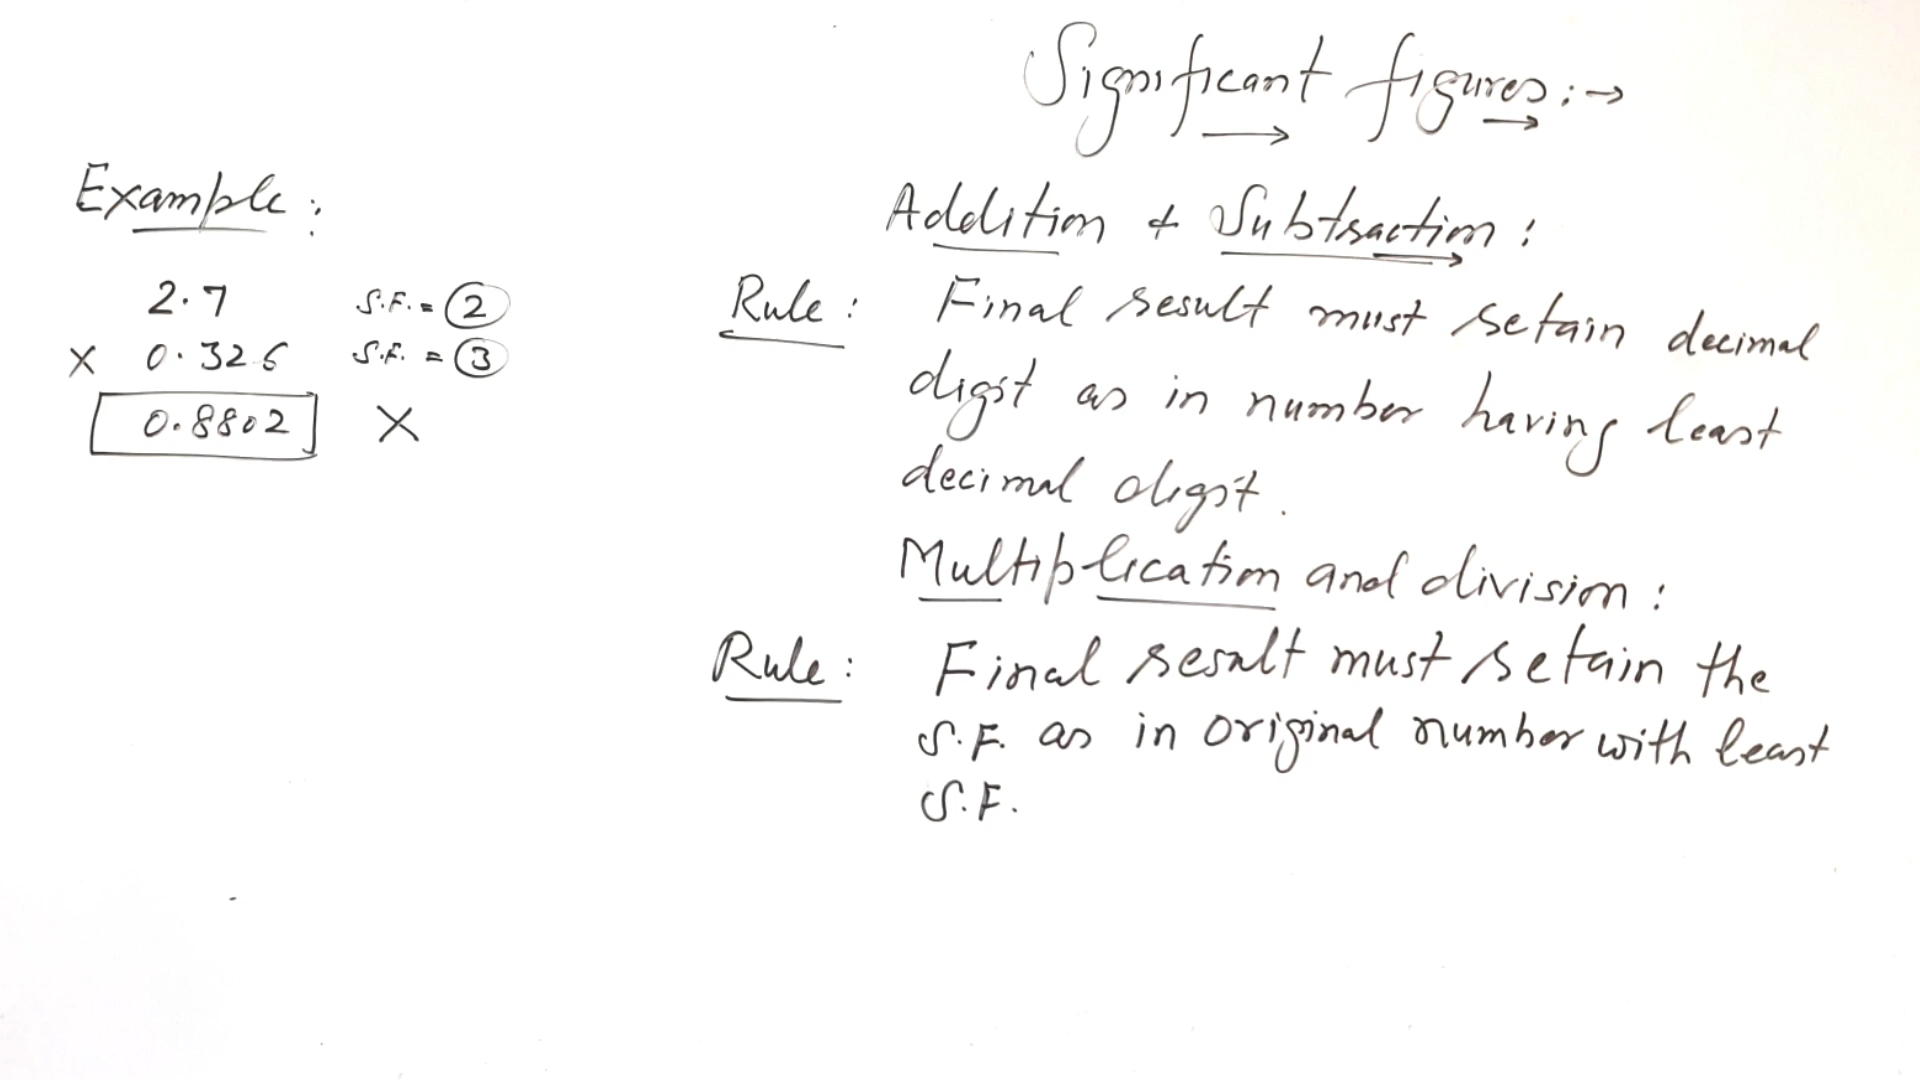 Significant figures:→
Example:
Addition & Subtraction:
2.7 S.F. = 2
Rule: Final result must retain decimal
× 0.326 S.F. = 3
digit as in number having least
0.8802 ×
decimal digit.
Multiplication and division:
Rule: Final result must retain the
S.F. as in original number with least
S.F.